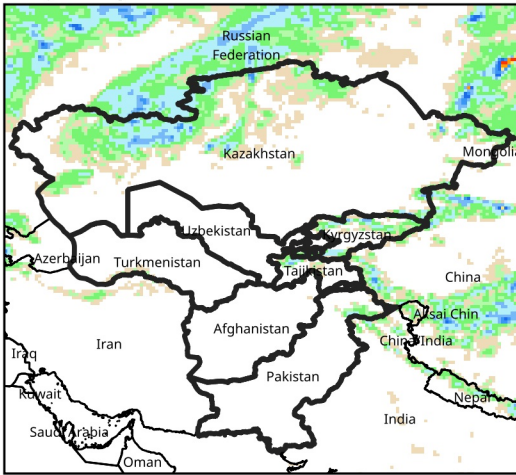 Russian
Federation
Kazakhstan
Mongolia
Uzbekistan
Kyrgyzstan
Azerbaijan
Turkmenistan
Tajikistan
China
Aksai Chin
Afghanistan
China/India
Iran
Iraq
Pakistan
Kuwait
Nepal
India
Saudi Arabia
Oman